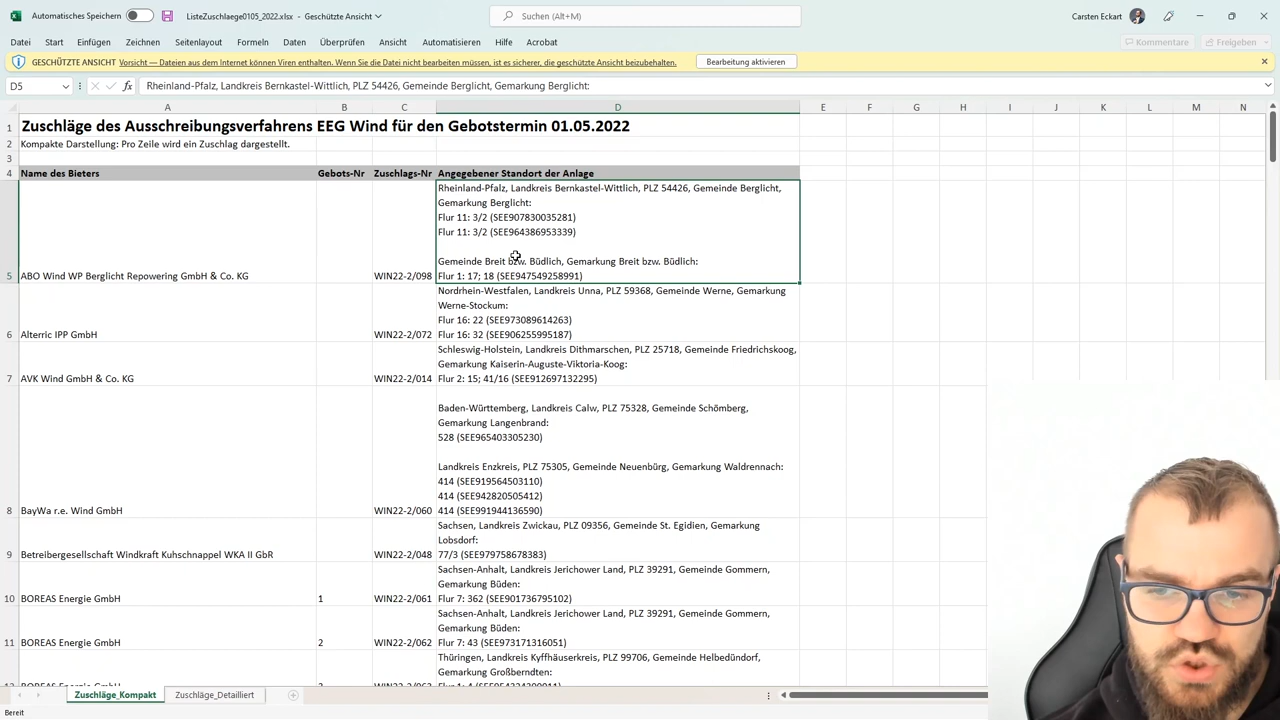 Automatisches Speichern
ListeZuschlaege0105_2022.xlsx - Geschützte Ansicht
Suchen (Alt+M)
Carsten Eckart
Datei Start Einfügen Zeichnen Seitenlayout Formeln Daten Überprüfen Ansicht Automatisieren Hilfe Acrobat
Kommentare Freigeben
GESCHÜTZTE ANSICHT Vorsicht — Dateien aus dem Internet können Viren enthalten. Wenn Sie die Datei nicht bearbeiten müssen, ist es sicherer, die geschützte Ansicht beizubehalten. Bearbeitung aktivieren
D5 fx Rheinland-Pfalz, Landkreis Bernkastel-Wittlich, PLZ 54426, Gemeinde Berglicht, Gemarkung Berglicht:
A B C D E F G H I J K L M N
1 Zuschläge des Ausschreibungsverfahrens EEG Wind für den Gebotstermin 01.05.2022
2 Kompakte Darstellung: Pro Zeile wird ein Zuschlag dargestellt.
3
4 Name des Bieters Gebots-Nr Zuschlags-Nr Angegebener Standort der Anlage
Rheinland-Pfalz, Landkreis Bernkastel-Wittlich, PLZ 54426, Gemeinde Berglicht,
Gemarkung Berglicht:
Flur 11: 3/2 (SEE907830035281)
Flur 11: 3/2 (SEE964386953339)
Gemeinde Breit bzw. Büdlich, Gemarkung Breit bzw. Büdlich:
5 ABO Wind WP Berglicht Repowering GmbH & Co. KG WIN22-2/098 Flur 1: 17; 18 (SEE947549258991)
Nordrhein-Westfalen, Landkreis Unna, PLZ 59368, Gemeinde Werne, Gemarkung
Werne-Stockum:
Flur 16: 22 (SEE973089614263)
6 Alterric IPP GmbH WIN22-2/072 Flur 16: 32 (SEE906255995187)
Schleswig-Holstein, Landkreis Dithmarschen, PLZ 25718, Gemeinde Friedrichskoog,
Gemarkung Kaiserin-Auguste-Viktoria-Koog:
7 AVK Wind GmbH & Co. KG WIN22-2/014 Flur 2: 15; 41/16 (SEE912697132295)
Baden-Württemberg, Landkreis Calw, PLZ 75328, Gemeinde Schömberg,
Gemarkung Langenbrand:
528 (SEE965403305230)
Landkreis Enzkreis, PLZ 75305, Gemeinde Neuenbürg, Gemarkung Waldrennach:
414 (SEE919564503110)
414 (SEE942820505412)
8 BayWa r.e. Wind GmbH WIN22-2/060 414 (SEE991944136590)
Sachsen, Landkreis Zwickau, PLZ 09356, Gemeinde St. Egidien, Gemarkung
Lobsdorf:
9 Betreibergesellschaft Windkraft Kuhschnappel WKA II GbR WIN22-2/048 77/3 (SEE979758678383)
Sachsen-Anhalt, Landkreis Jerichower Land, PLZ 39291, Gemeinde Gommern,
Gemarkung Büden:
10 BOREAS Energie GmbH 1 WIN22-2/061 Flur 7: 362 (SEE901736795102)
Sachsen-Anhalt, Landkreis Jerichower Land, PLZ 39291, Gemeinde Gommern,
Gemarkung Büden:
11 BOREAS Energie GmbH 2 WIN22-2/062 Flur 7: 43 (SEE973171316051)
Thüringen, Landkreis Kyffhäuserkreis, PLZ 99706, Gemeinde Helbedündorf,
Gemarkung Großberndten:
Zuschläge_Kompakt Zuschläge_Detailliert
Bereit